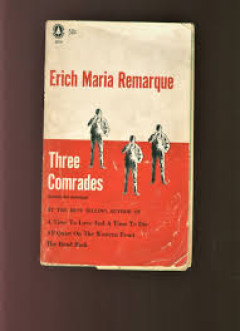 50¢
Erich Maria Remarque
Three
Comrades
BY THE BEST SELLING AUTHOR OF
A Time To Love And A Time To Die
All Quiet On The Western Front
The Road Back